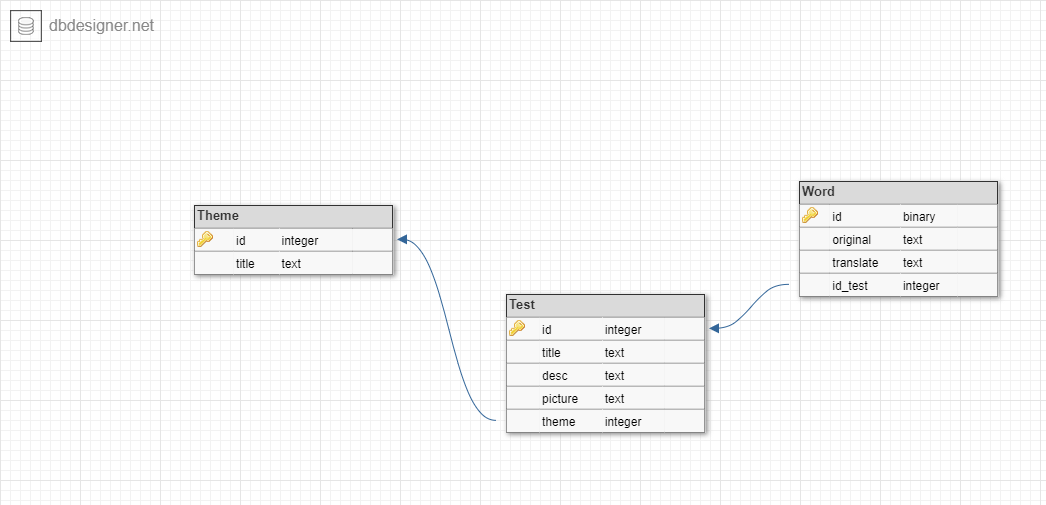 dbdesigner.net
Theme
id integer
title text
Test
id integer
title text
desc text
picture text
theme integer
Word
id binary
original text
translate text
id_test integer